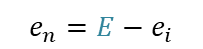 eₙ = E − eᵢ